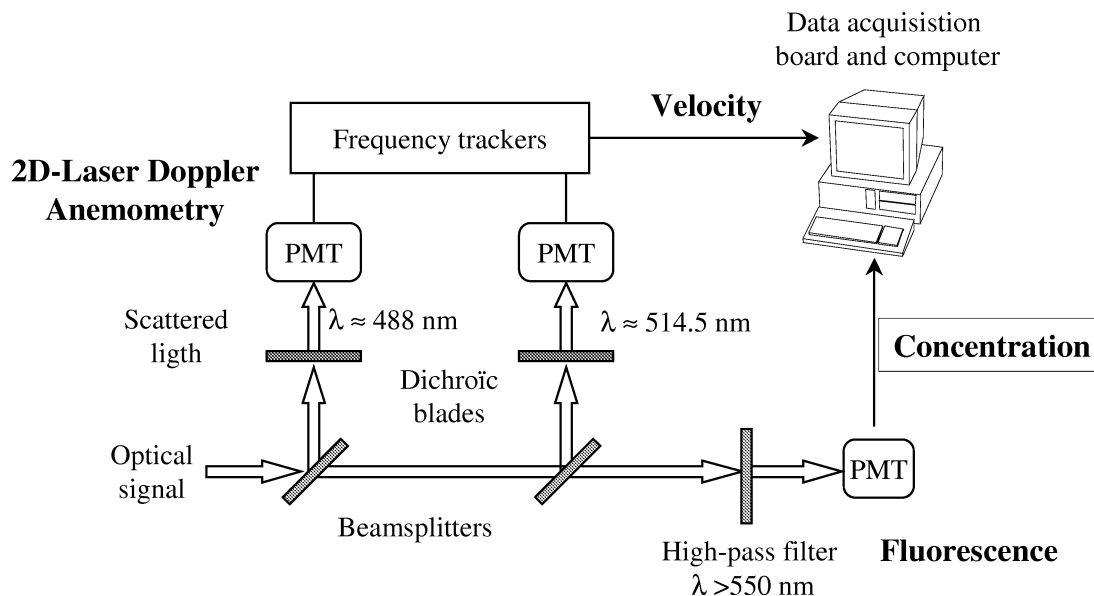 Data acquisistion
board and computer
Velocity
Frequency trackers
2D-Laser Doppler
Anemometry
PMT
PMT
Scattered
ligth
λ ≈ 488 nm
λ ≈ 514.5 nm
Concentration
Dichroïc
blades
Optical
signal
PMT
Beamsplitters
High-pass filter
λ >550 nm
Fluorescence